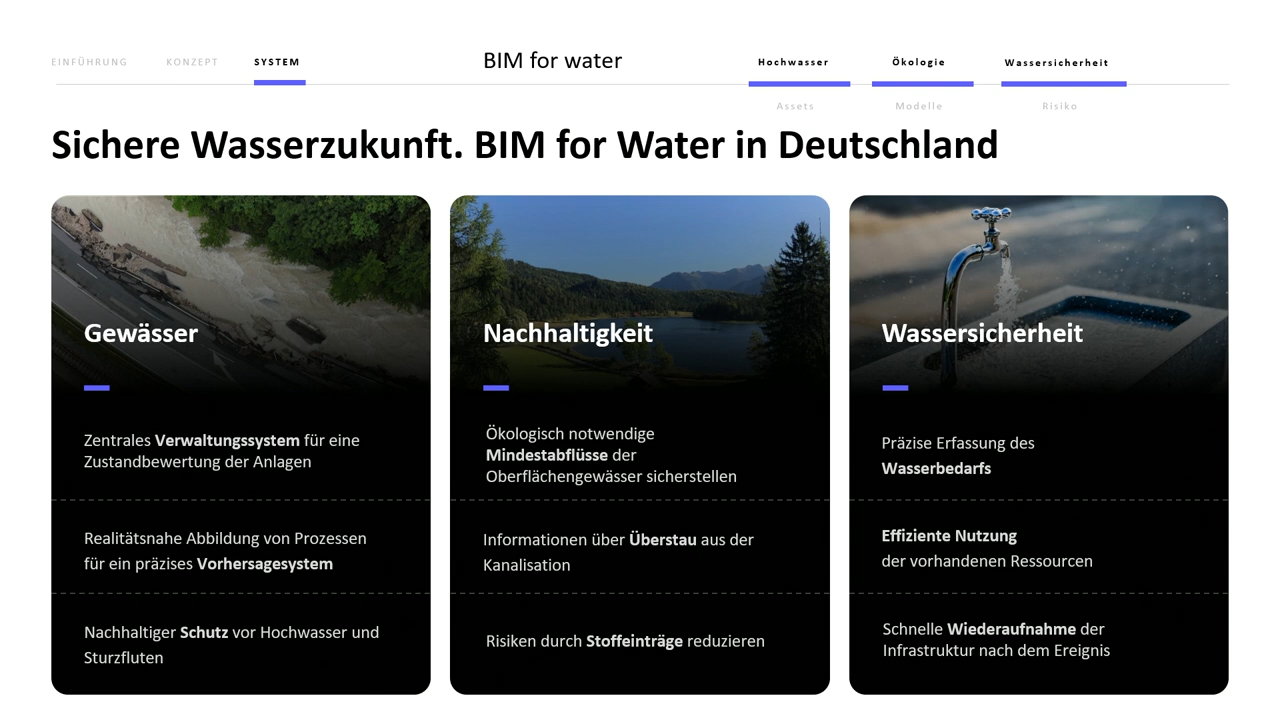 EINFÜHRUNG
KONZEPT
SYSTEM
BIM for water
Hochwasser
Ökologie
Wassersicherheit
Assets
Modelle
Risiko
Sichere Wasserzukunft. BIM for Water in Deutschland
Gewässer
Zentrales Verwaltungssystem für eine
Zustandbewertung der Anlagen
Realitätsnahe Abbildung von Prozessen
für ein präzises Vorhersagesystem
Nachhaltiger Schutz vor Hochwasser und
Sturzfluten
Nachhaltigkeit
Ökologisch notwendige
Mindestabflüsse der
Oberflächengewässer sicherstellen
Informationen über Überstau aus der
Kanalisation
Risiken durch Stoffeinträge reduzieren
Wassersicherheit
Präzise Erfassung des
Wasserbedarfs
Effiziente Nutzung
der vorhandenen Ressourcen
Schnelle Wiederaufnahme der
Infrastruktur nach dem Ereignis